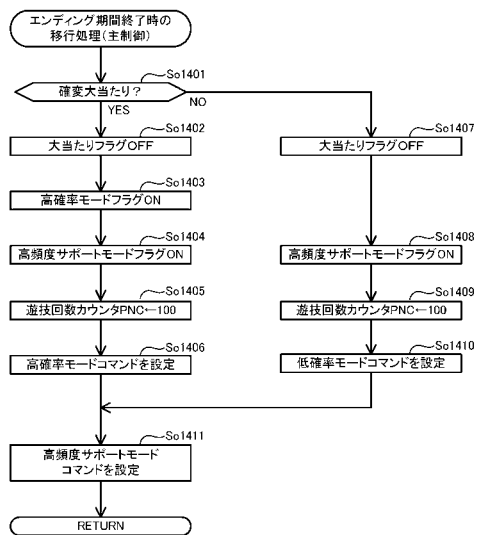 エンディング期間終了時の
移行処理(主制御)
So1401
確変大当たり?
YES
NO
So1402
大当たりフラグOFF
So1403
高確率モードフラグON
So1404
高頻度サポートモードフラグON
So1405
遊技回数カウンタPNC←100
So1406
高確率モードコマンドを設定
So1407
大当たりフラグOFF
So1408
高頻度サポートモードフラグON
So1409
遊技回数カウンタPNC←100
So1410
低確率モードコマンドを設定
So1411
高頻度サポートモード
コマンドを設定
RETURN